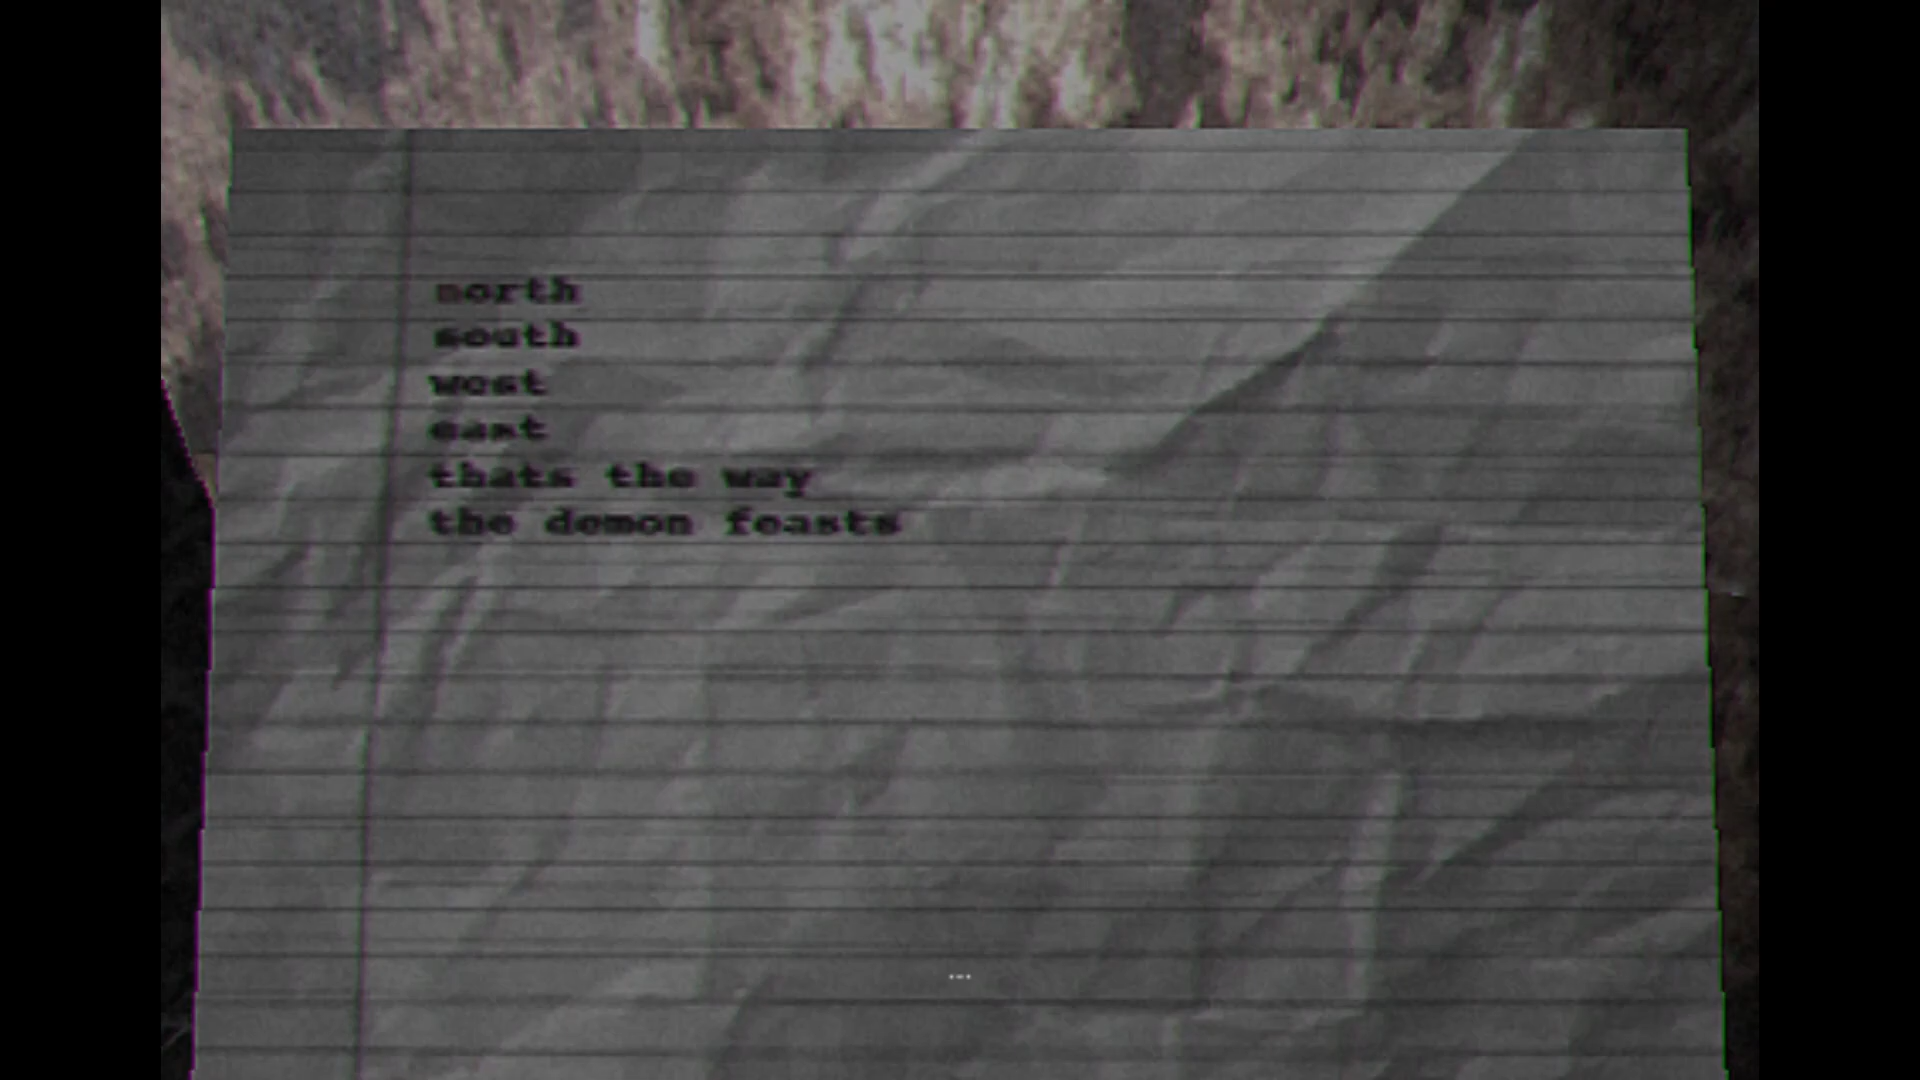 north
south
west
east
thats the way
the demon feasts
...